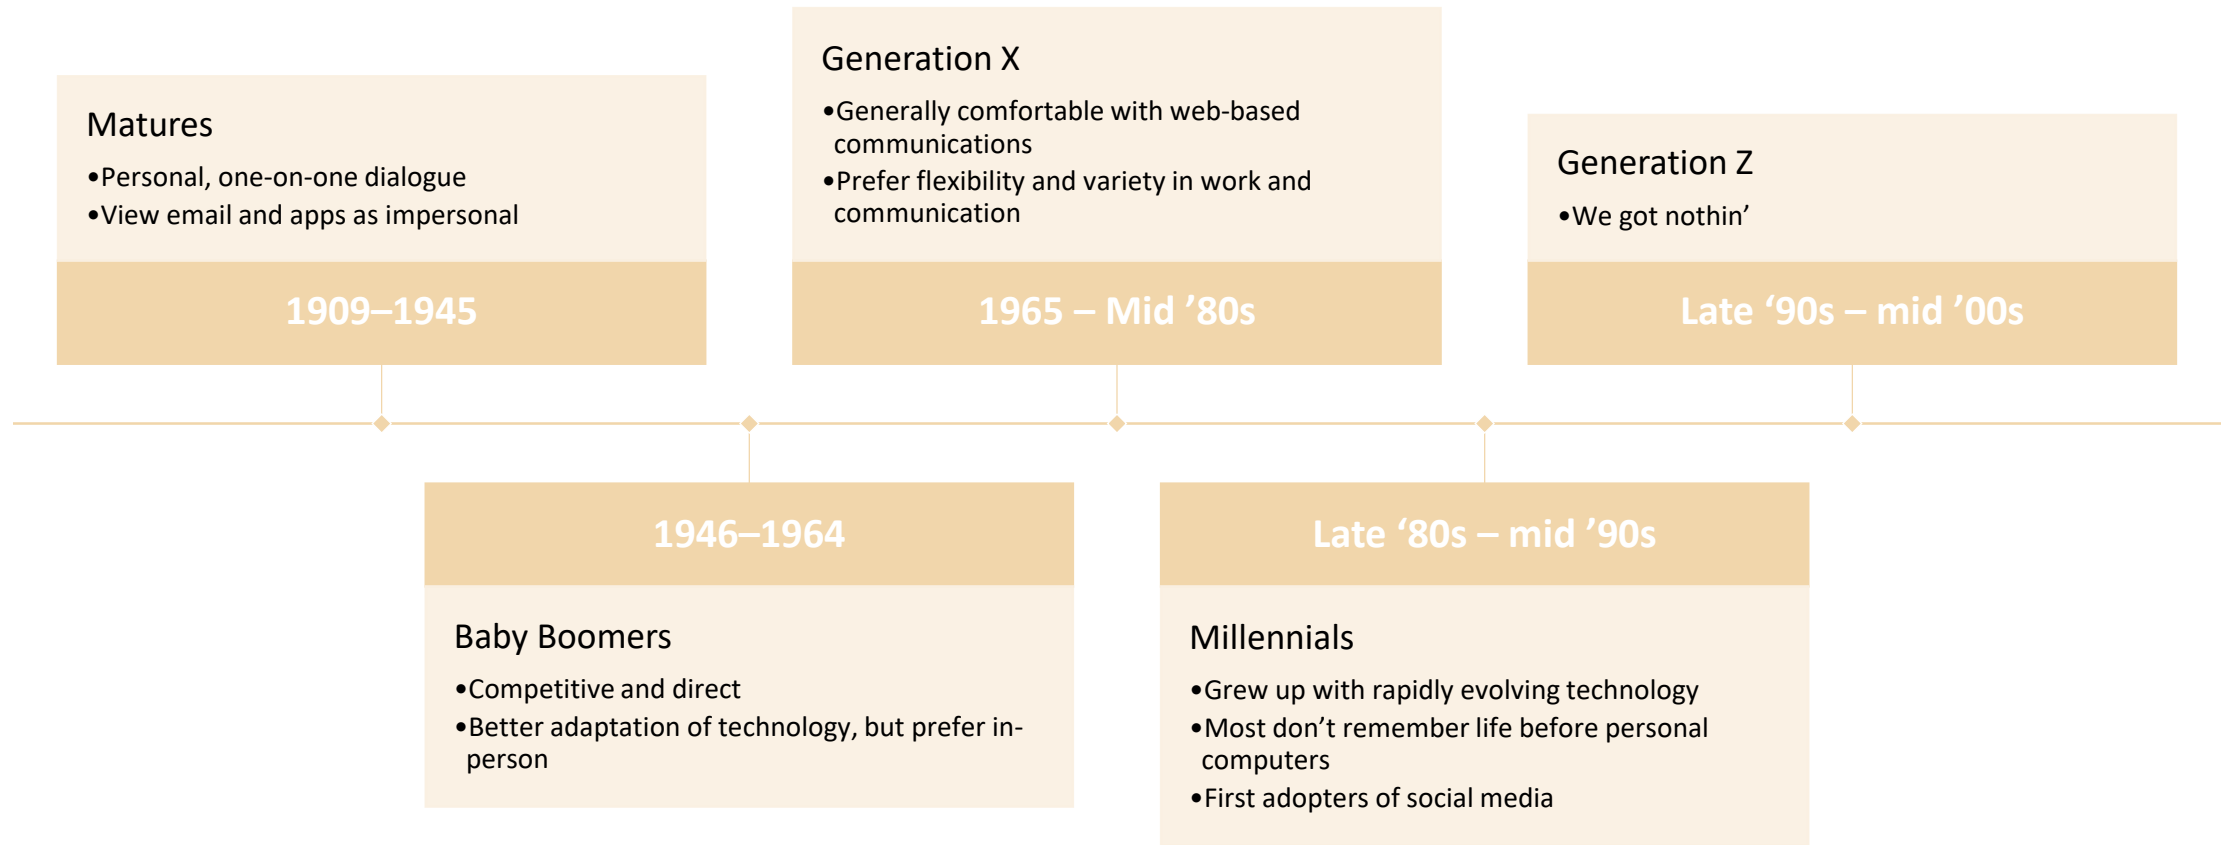 Matures
•Personal, one-on-one dialogue
•View email and apps as impersonal
1909–1945
1946–1964
Baby Boomers
•Competitive and direct
•Better adaptation of technology, but prefer in-
person
Generation X
•Generally comfortable with web-based
communications
•Prefer flexibility and variety in work and
communication
1965 – Mid ’80s
Late ‘80s – mid ’90s
Millennials
•Grew up with rapidly evolving technology
•Most don’t remember life before personal
computers
•First adopters of social media
Generation Z
•We got nothin’
Late ‘90s – mid ’00s